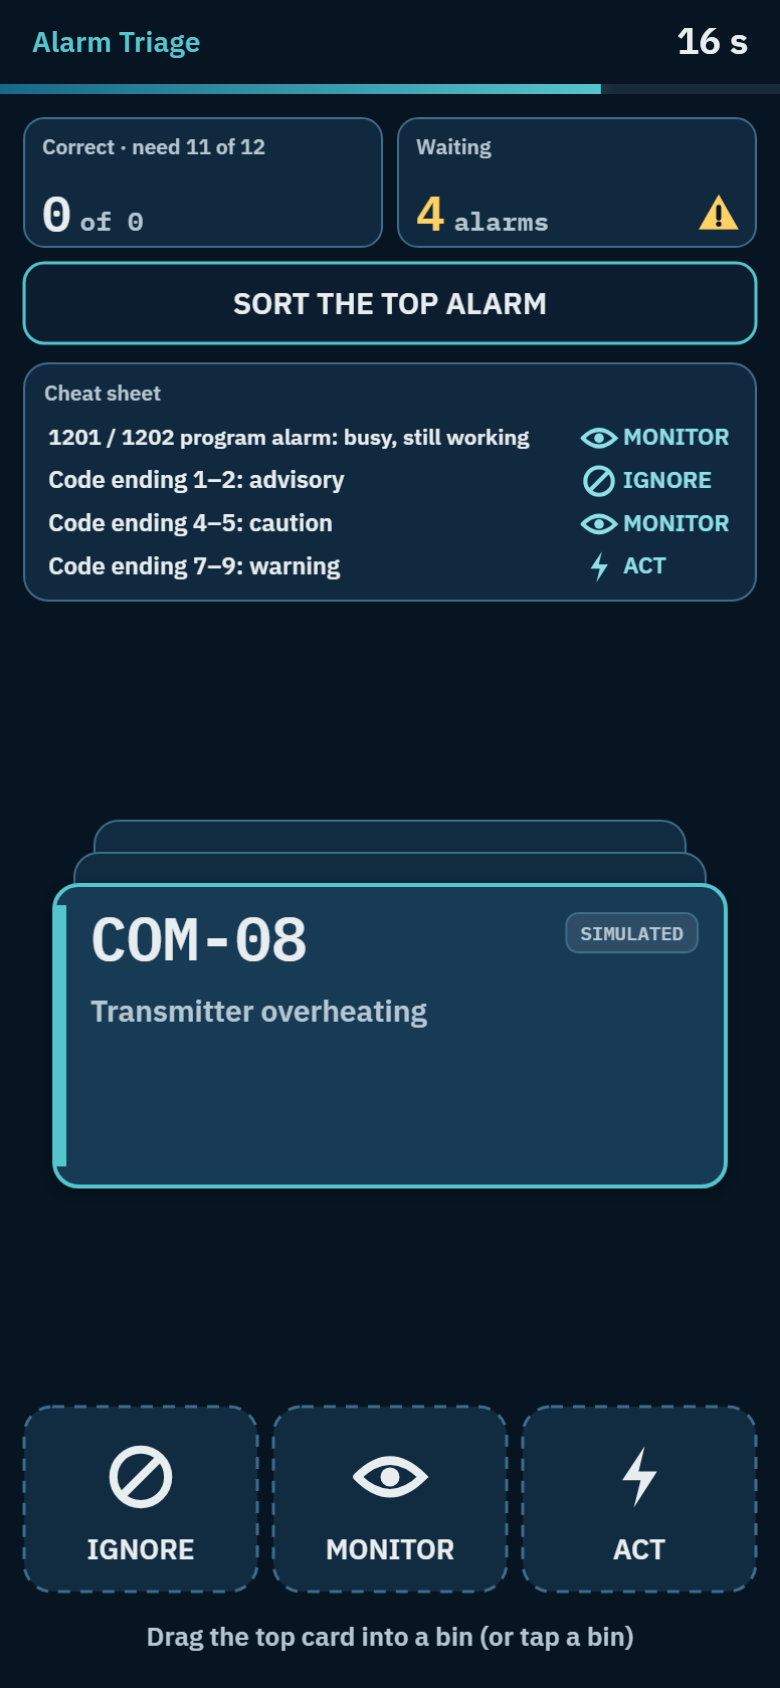 Alarm Triage
16 s
Correct · need 11 of 12
0 of 0
Waiting
4 alarms
SORT THE TOP ALARM
Cheat sheet
1201 / 1202 program alarm: busy, still working MONITOR
Code ending 1–2: advisory IGNORE
Code ending 4–5: caution MONITOR
Code ending 7–9: warning ACT
COM-08
SIMULATED
Transmitter overheating
IGNORE
MONITOR
ACT
Drag the top card into a bin (or tap a bin)